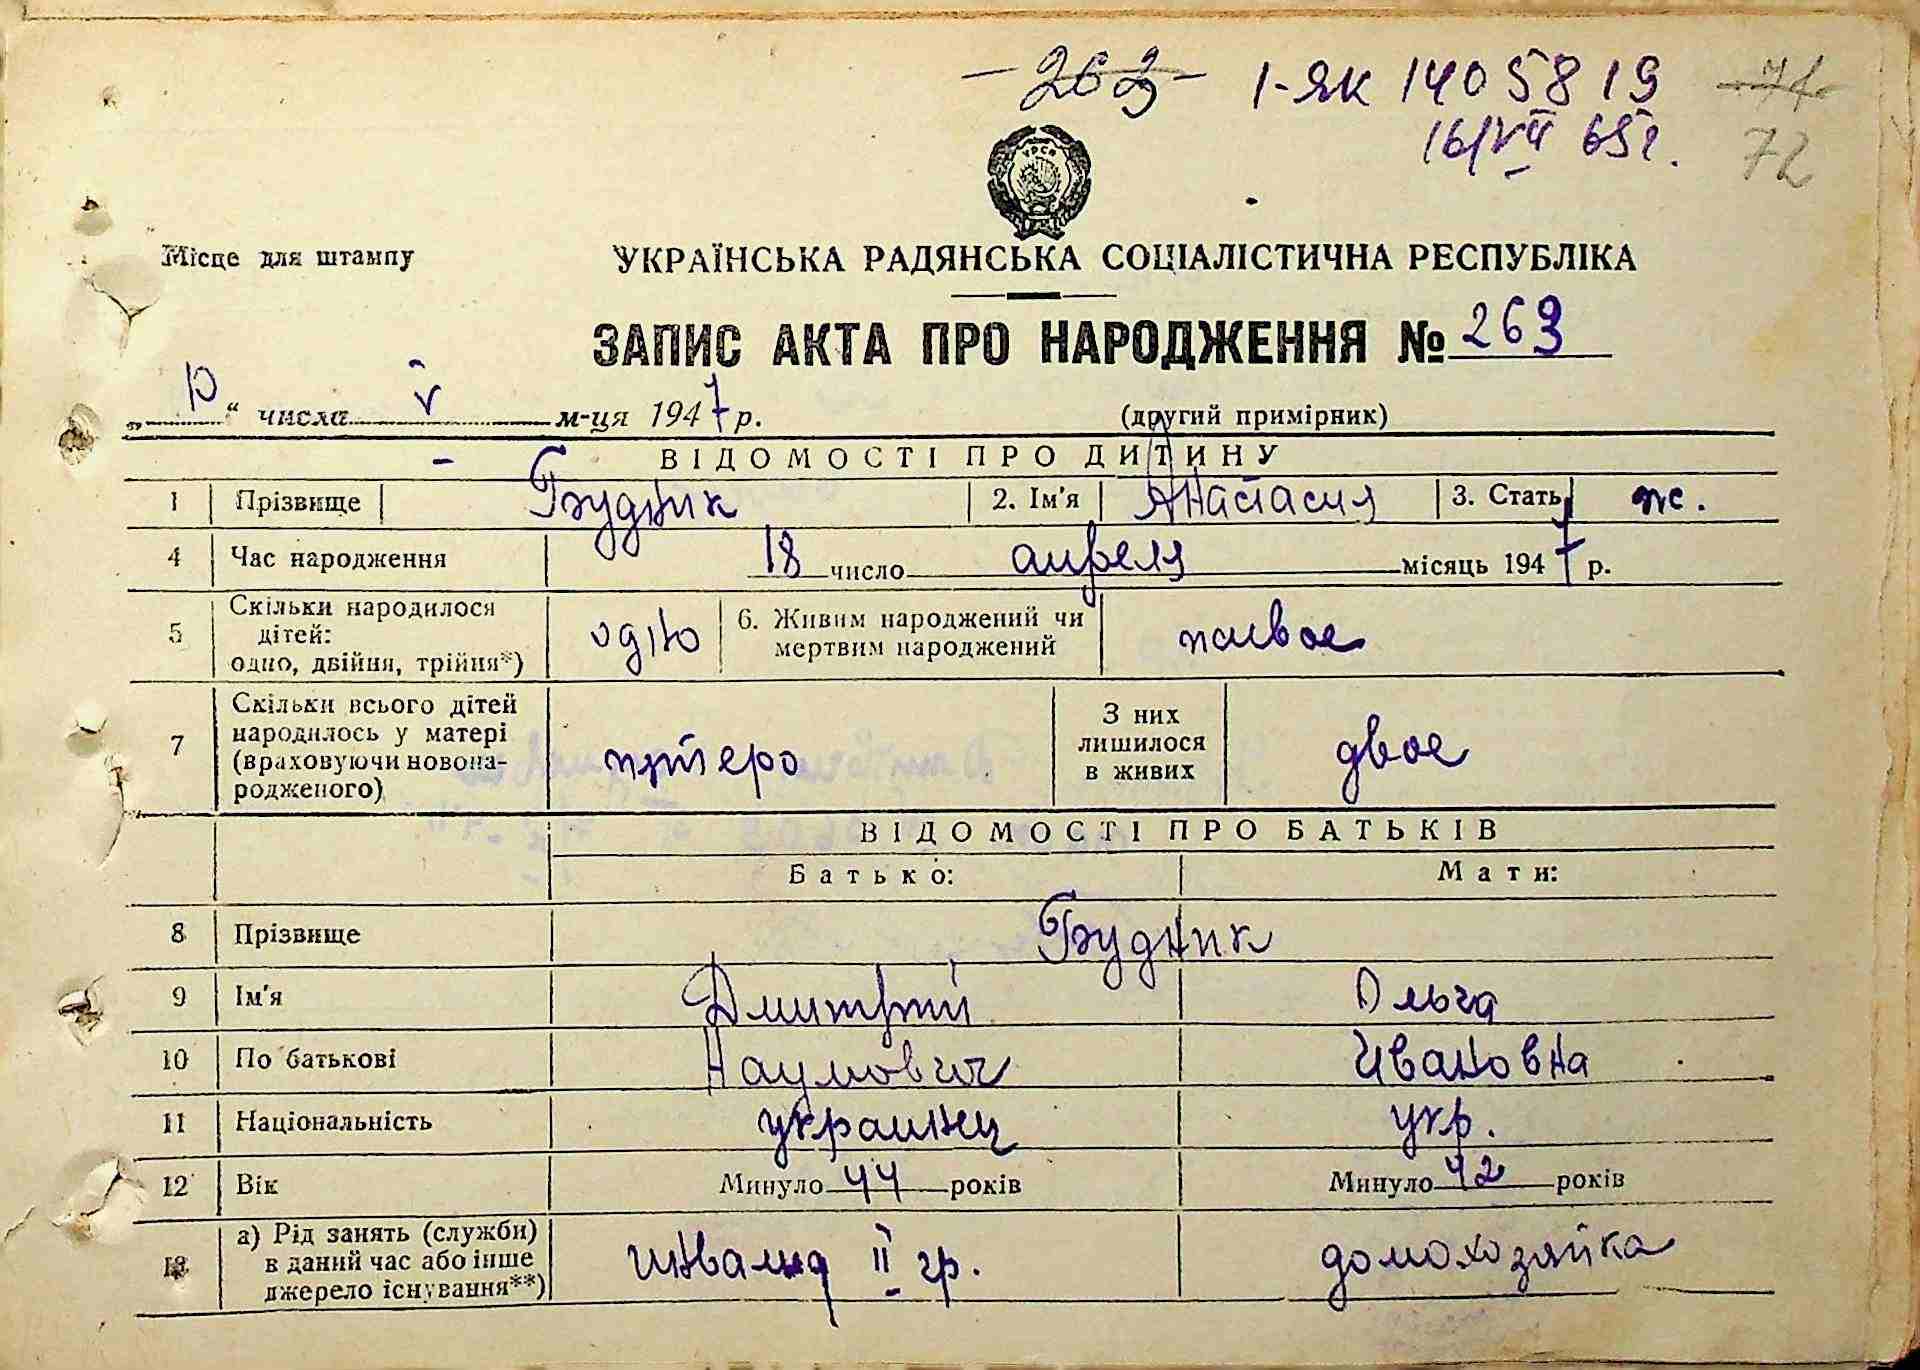 - 263 - 1-ЯК 1405819 71
16/VII 65г. 72
УРСР
Місце для штампу УКРАЇНСЬКА РАДЯНСЬКА СОЦІАЛІСТИЧНА РЕСПУБЛІКА
ЗАПИС АКТА ПРО НАРОДЖЕННЯ № 263
„10“ числа V м-ця 1947 р. (другий примірник)
ВІДОМОСТІ ПРО ДИТИНУ
1 Прізвище Будник 2. Ім'я Анастасия 3. Стать ж.
4 Час народження 18 число апреля місяць 1947 р.
5 Скільки народилося дітей: одно, двійня, трійня*) одно 6. Живим народжений чи мертвим народжений живое
7 Скільки всього дітей народилось у матері (враховуючи новона-родженого) пятеро З них лишилося в живих двое
ВІДОМОСТІ ПРО БАТЬКІВ
Батько: Мати:
8 Прізвище Будник
9 Ім'я Дмитрий Ольга
10 По батькові Наумович Ивановна
11 Національність украинец укр.
12 Вік Минуло 44 років Минуло 42 років
13 а) Рід занять (служби) в даний час або інше джерело існування**) инвалид II гр. домохозяйка